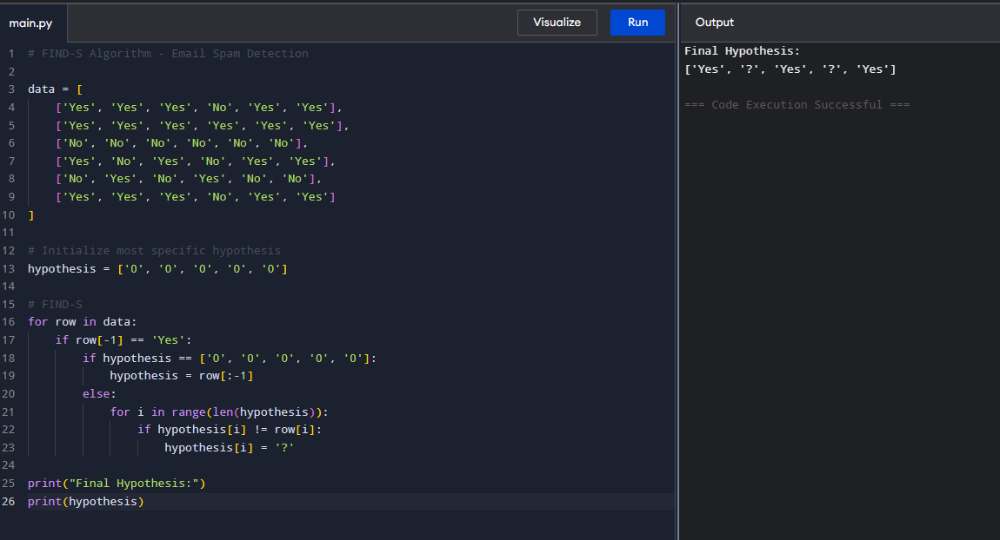 main.py
Visualize
Run
Output
1 # FIND-S Algorithm - Email Spam Detection
2
3 data = [
4     ['Yes', 'Yes', 'Yes', 'No', 'Yes', 'Yes'],
5     ['Yes', 'Yes', 'Yes', 'Yes', 'Yes', 'Yes'],
6     ['No', 'No', 'No', 'No', 'No', 'No'],
7     ['Yes', 'No', 'Yes', 'No', 'Yes', 'Yes'],
8     ['No', 'Yes', 'No', 'Yes', 'No', 'No'],
9     ['Yes', 'Yes', 'Yes', 'No', 'Yes', 'Yes']
10 ]
11
12 # Initialize most specific hypothesis
13 hypothesis = ['0', '0', '0', '0', '0']
14
15 # FIND-S
16 for row in data:
17     if row[-1] == 'Yes':
18         if hypothesis == ['0', '0', '0', '0', '0']:
19             hypothesis = row[:-1]
20         else:
21             for i in range(len(hypothesis)):
22                 if hypothesis[i] != row[i]:
23                     hypothesis[i] = '?'
24
25 print("Final Hypothesis:")
26 print(hypothesis)
Final Hypothesis:
['Yes', '?', 'Yes', '?', 'Yes']
=== Code Execution Successful ===